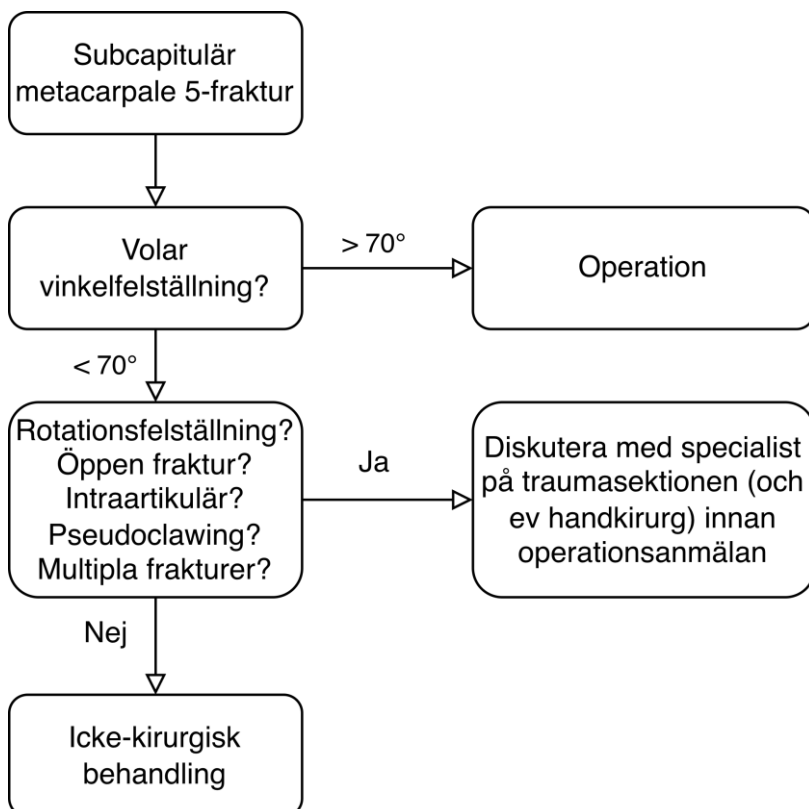 Subcapitulär
metacarpale 5-fraktur
Volar
vinkelfelställning?
> 70°
Operation
< 70°
Rotationsfelställning?
Öppen fraktur?
Intraartikulär?
Pseudoclawing?
Multipla frakturer?
Ja
Diskutera med specialist
på traumasektionen (och
ev handkirurg) innan
operationsanmälan
Nej
Icke-kirurgisk
behandling